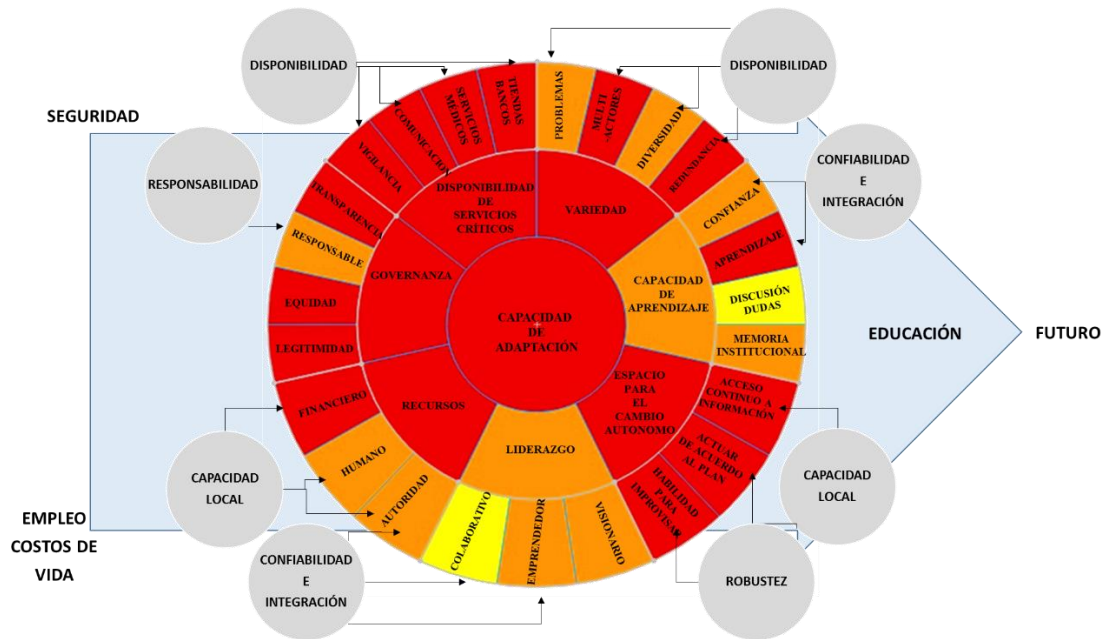 DISPONIBILIDAD
DISPONIBILIDAD
SEGURIDAD
RESPONSABILIDAD
CONFIABILIDAD
E
INTEGRACIÓN
TIENDAS
BANCOS
SERVICIOS
MÉDICOS
COMUNICACION
VIGILANCIA
TRANSPARENCIA
RESPONSABLE
EQUIDAD
LEGITIMIDAD
FINANCIERO
HUMANO
AUTORIDAD
COLABORATIVO
EMPRENDEDOR
VISIONARIO
HABILIDAD
PARA
IMPROVISAR
ACTUAR
DE ACUERDO
AL PLAN
ACCESO
CONTINUO A
INFORMACIÓN
MEMORIA
INSTITUCIONAL
DISCUSIÓN
DUDAS
APRENDIZAJE
CONFIANZA
REDUNDANCIA
DIVERSIDAD
MULTI
-ACTORES
PROBLEMAS
DISPONIBILIDAD
DE
SERVICIOS
CRÍTICOS
VARIEDAD
GOVERNANZA
CAPACIDAD
DE
APRENDIZAJE
CAPACIDAD
DE
ADAPTACIÓN
RECURSOS
ESPACIO
PARA
EL
CAMBIO
AUTONOMO
LIDERAZGO
EDUCACIÓN
FUTURO
CAPACIDAD
LOCAL
CAPACIDAD
LOCAL
EMPLEO
COSTOS DE
VIDA
CONFIABILIDAD
E
INTEGRACIÓN
ROBUSTEZ